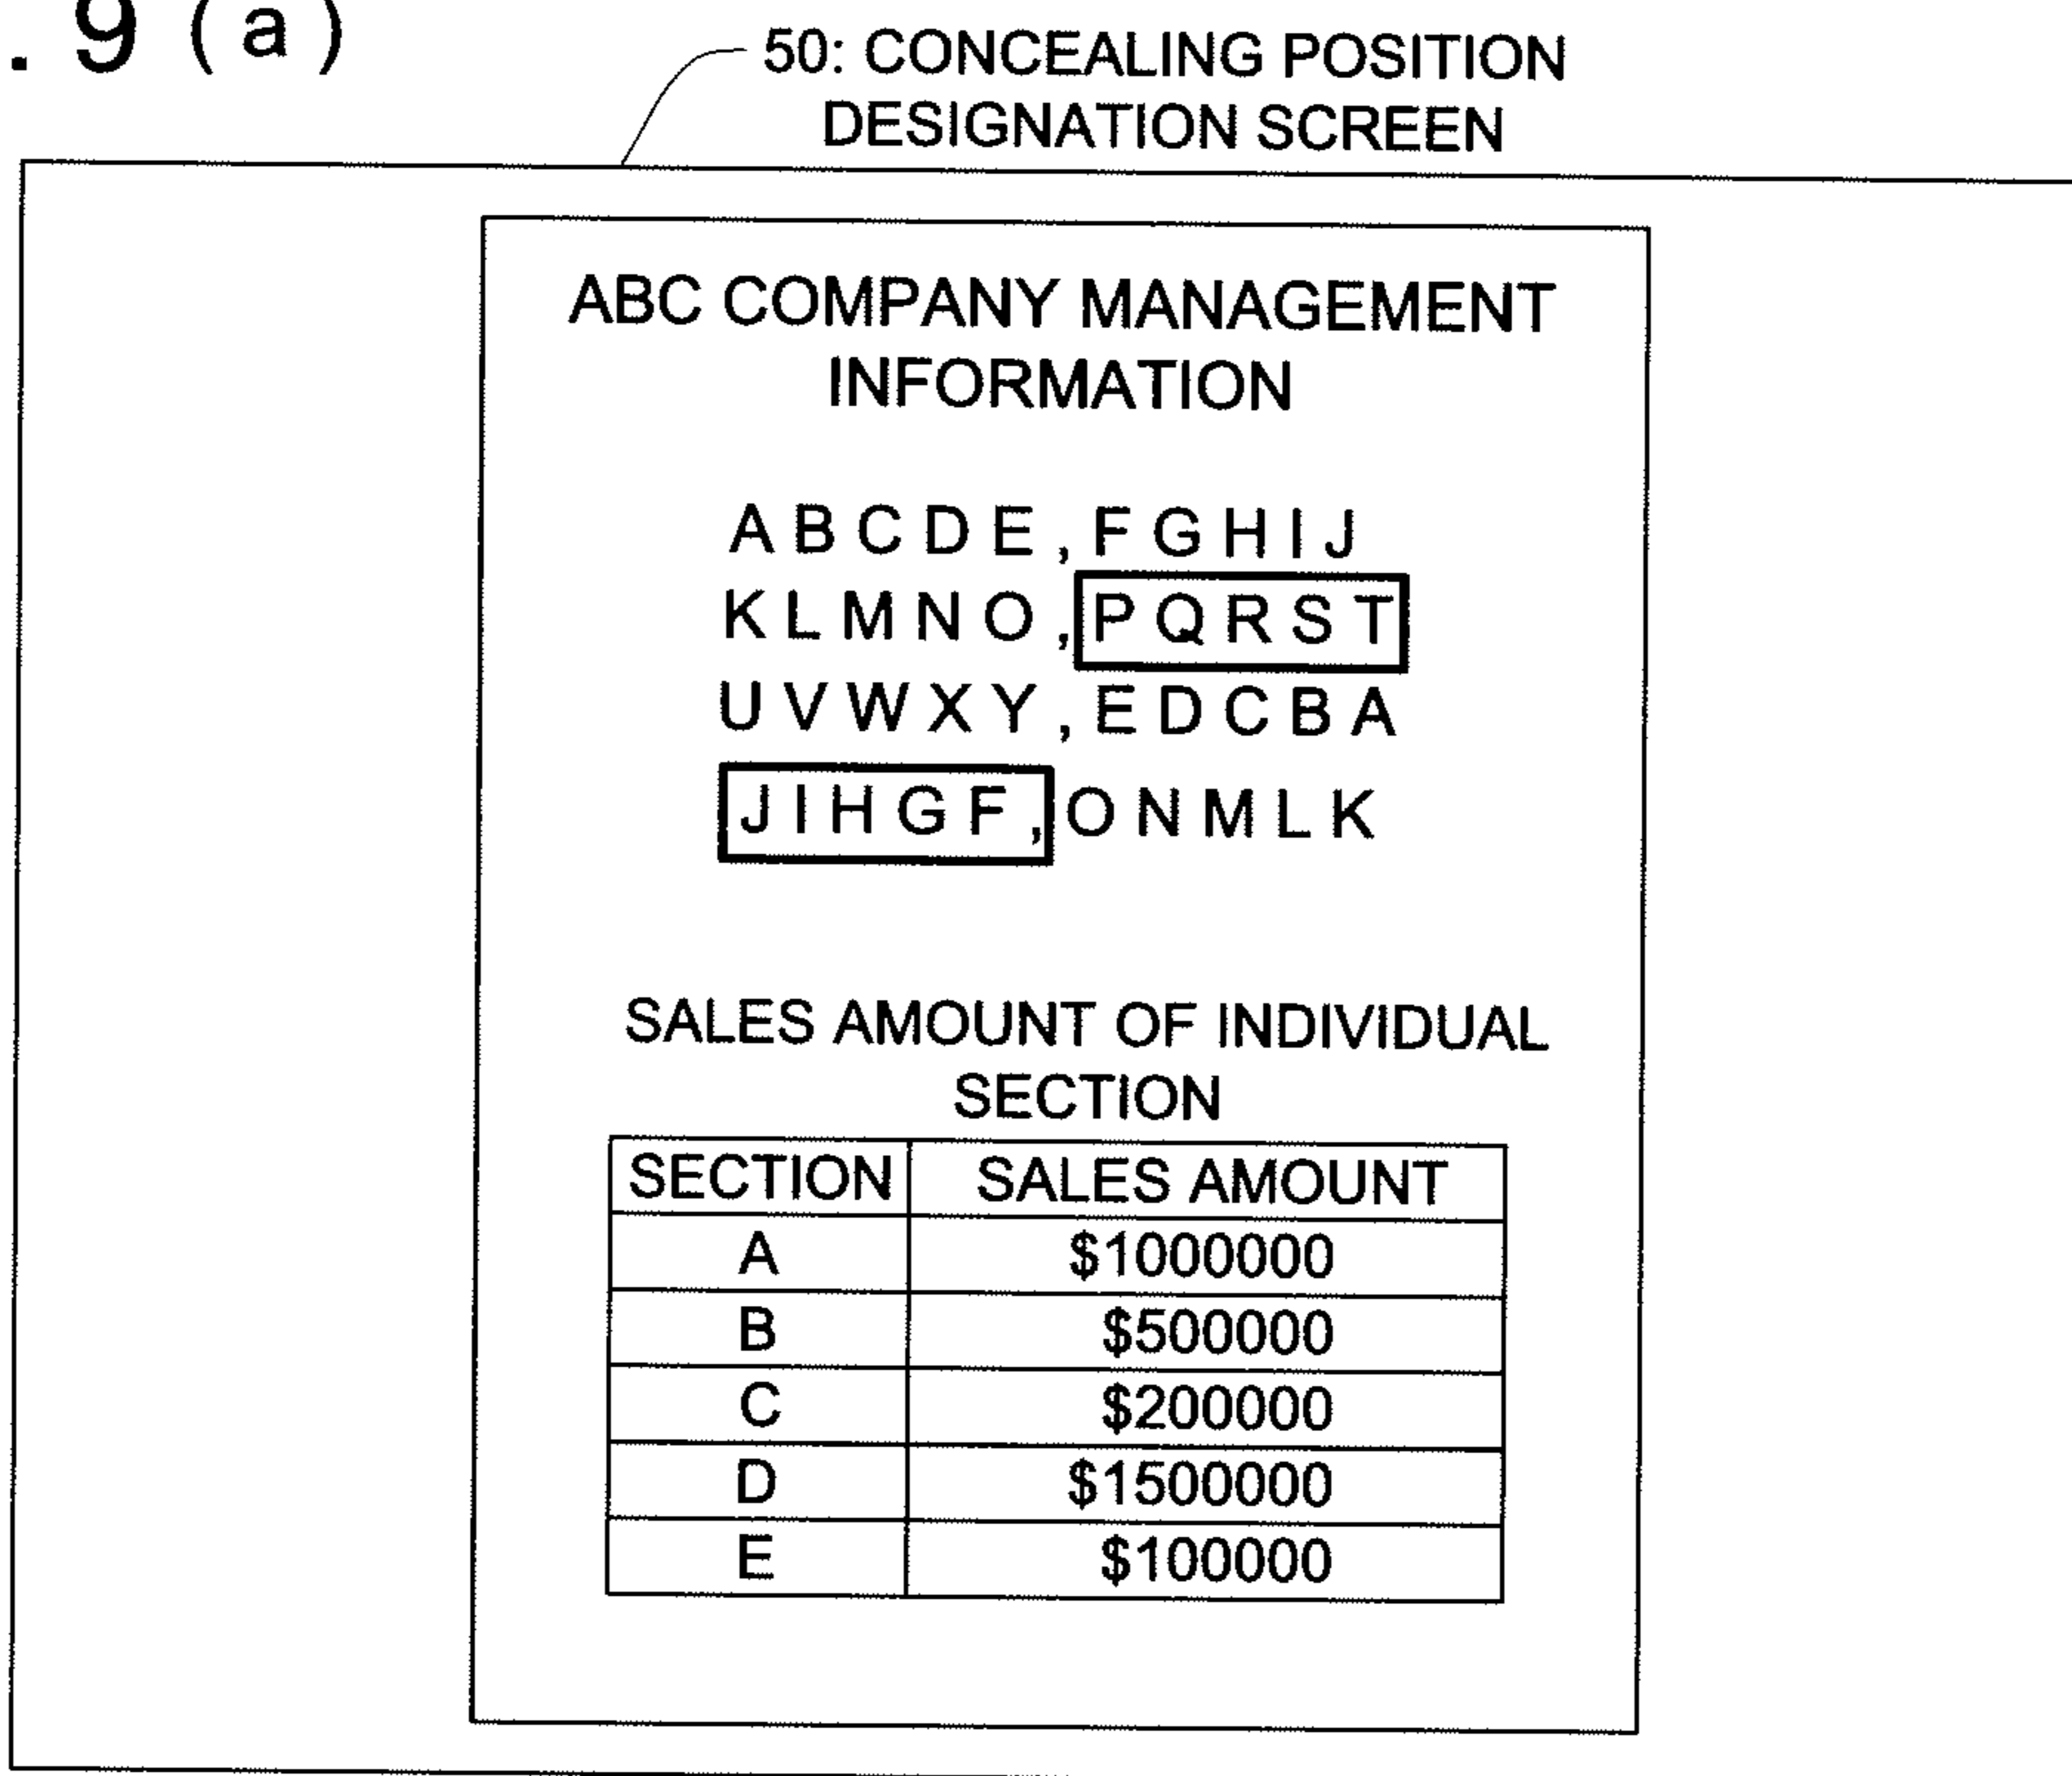 . 9 (a)
50: CONCEALING POSITION
DESIGNATION SCREEN
ABC COMPANY MANAGEMENT
INFORMATION
A B C D E , F G H I J
K L M N O , P Q R S T
U V W X Y , E D C B A
J I H G F , O N M L K
SALES AMOUNT OF INDIVIDUAL
SECTION
SECTION SALES AMOUNT
A $1000000
B $500000
C $200000
D $1500000
E $100000